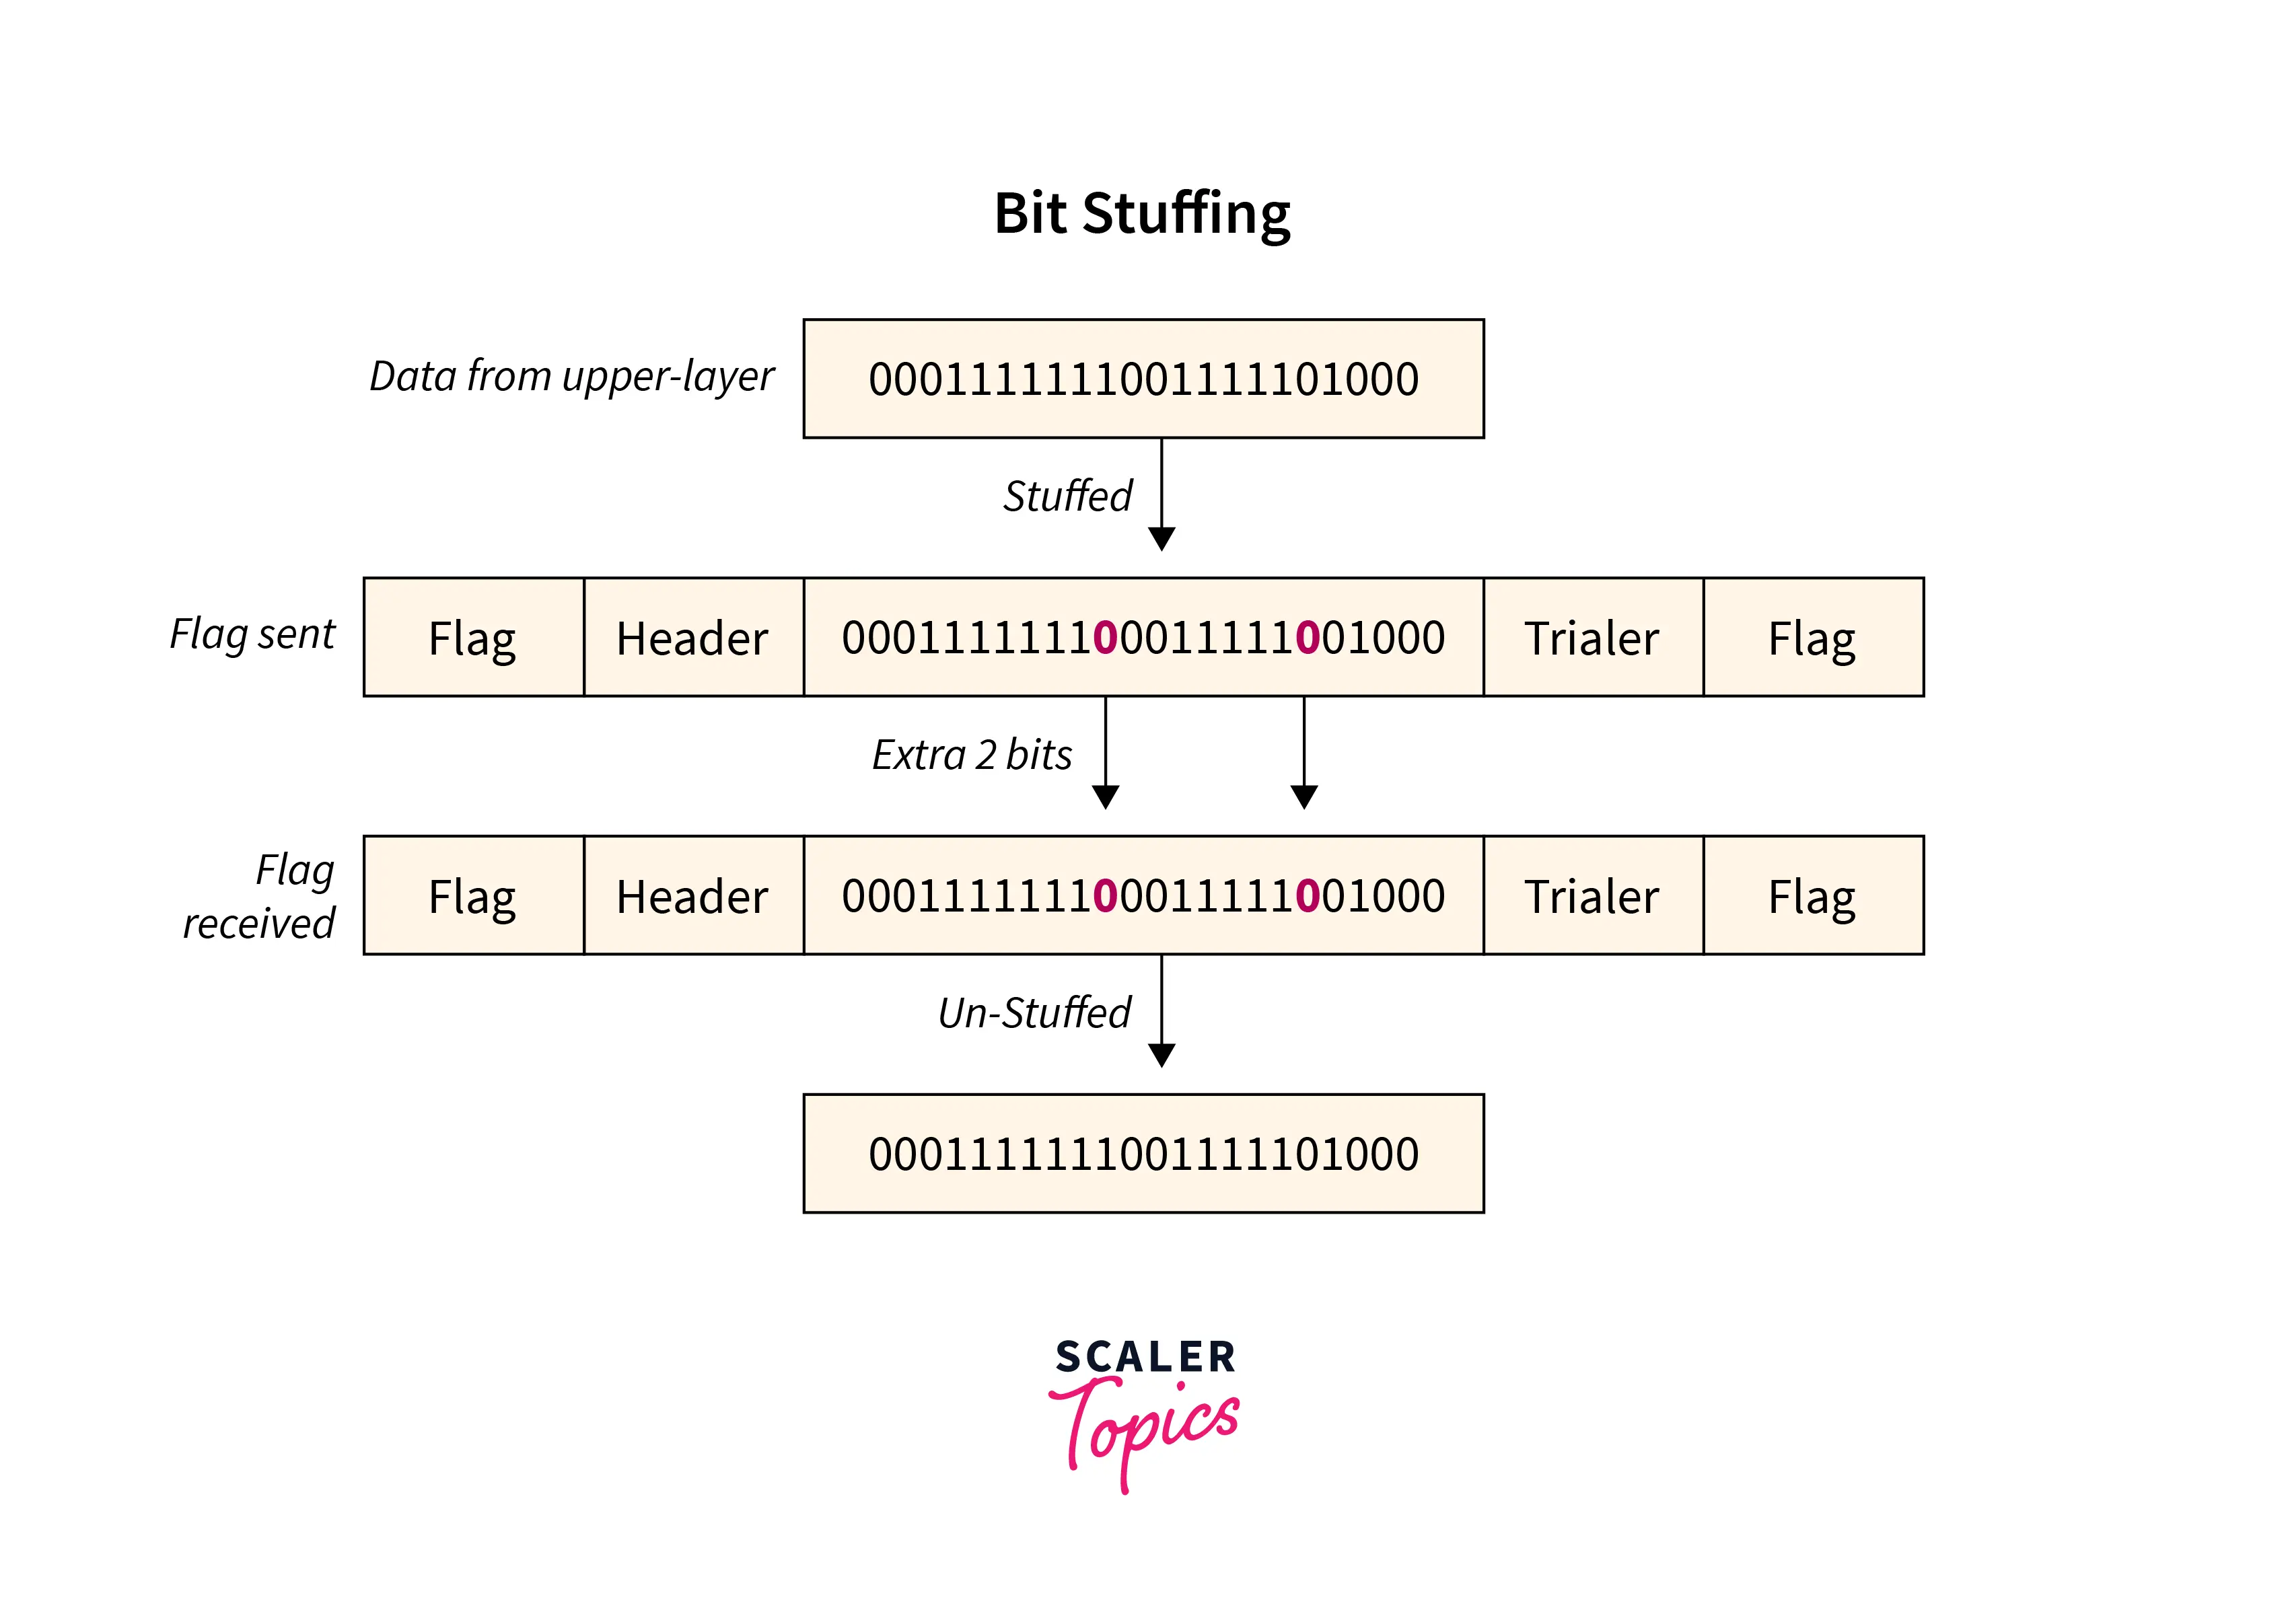 Bit Stuffing
Data from upper-layer
0001111111001111101000
Stuffed
Flag sent
Flag
Header
000111111100011111001000
Trialer
Flag
Extra 2 bits
Flag
received
Flag
Header
000111111100011111001000
Trialer
Flag
Un-Stuffed
0001111111001111101000
SCALER
Topics